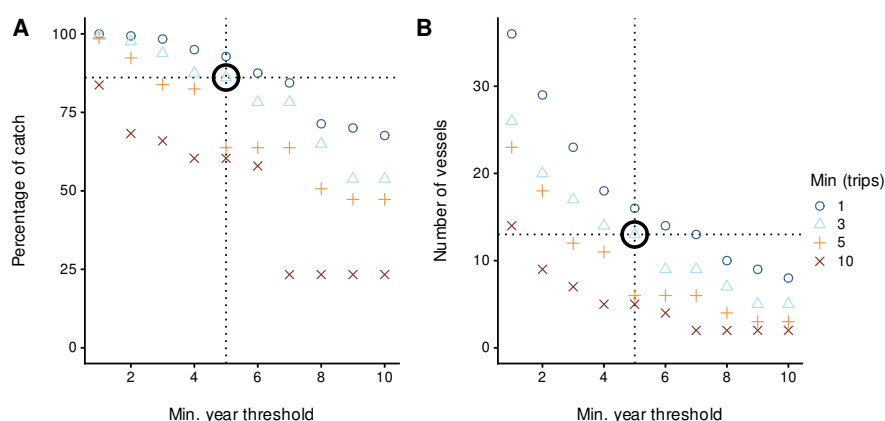 A
Percentage of catch
100
75
50
25
0
2 4 6 8 10
Min. year threshold
B
Number of vessels
30
20
10
0
2 4 6 8 10
Min. year threshold
Min (trips)
1
3
5
10